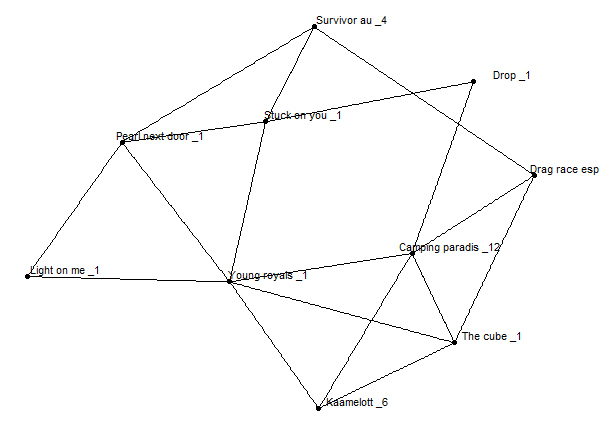 Survivor au _4
Drop _1
Stuck on you _1
Pearl next door _1
Drag race esp
Camping paradis _12
Light on me _1
Young royals _1
The cube _1
Kaamelott _6